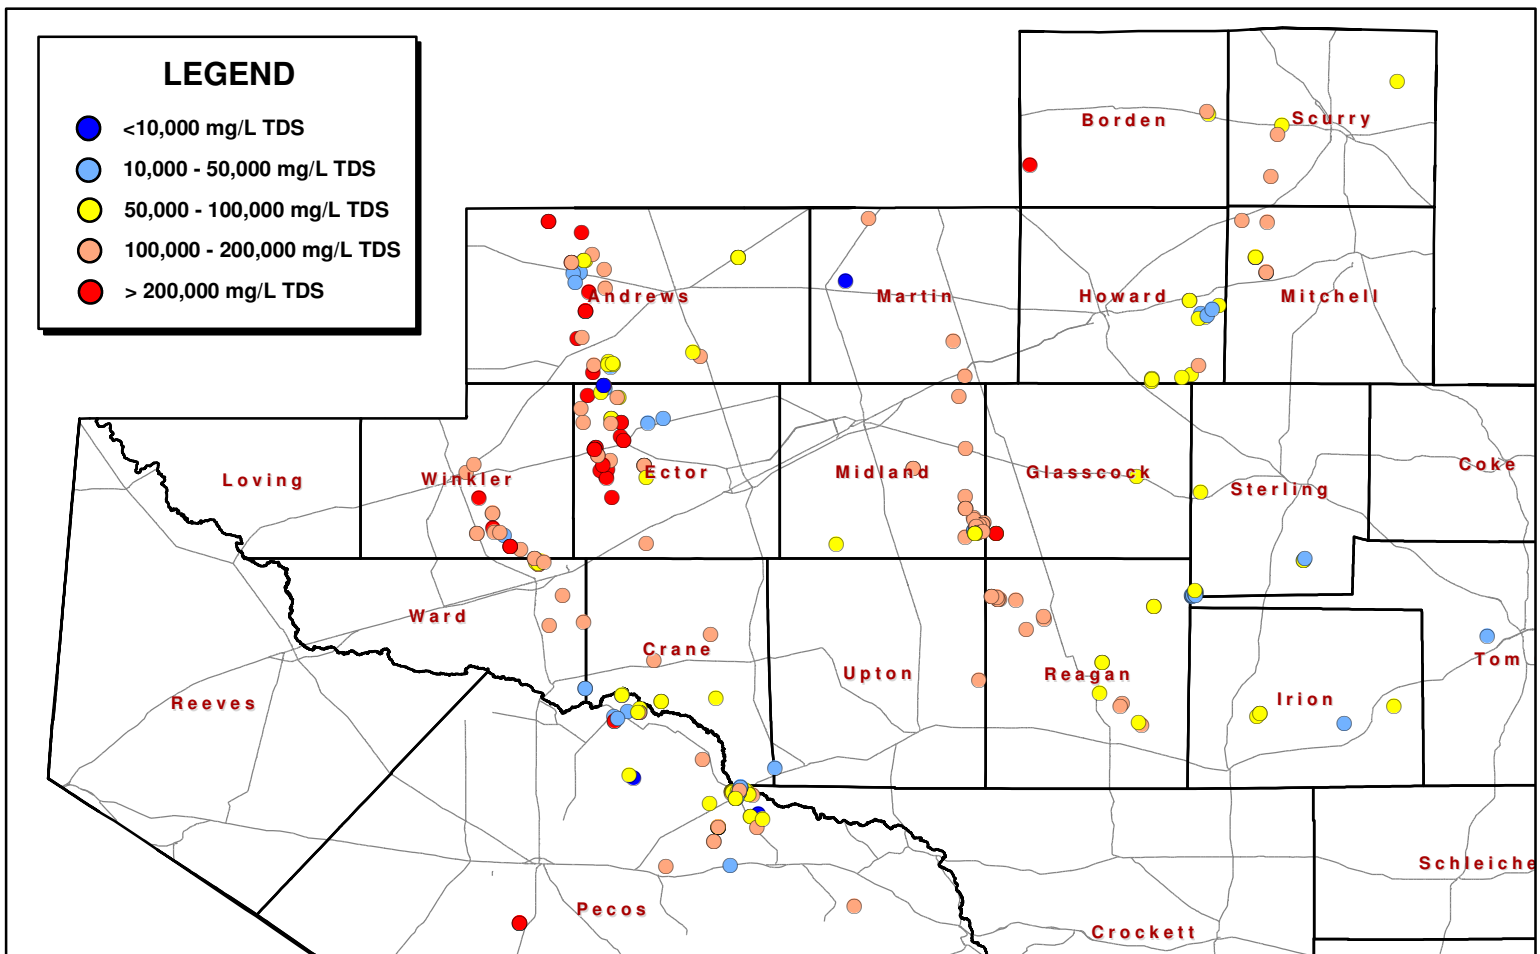 LEGEND
<10,000 mg/L TDS
10,000 - 50,000 mg/L TDS
50,000 - 100,000 mg/L TDS
100,000 - 200,000 mg/L TDS
> 200,000 mg/L TDS
Borden
Scurry
Andrews
Martin
Howard
Mitchell
Loving
Winkler
Ector
Midland
Glasscock
Sterling
Coke
Ward
Crane
Upton
Reagan
Irion
Tom
Reeves
Pecos
Crockett
Schleiche